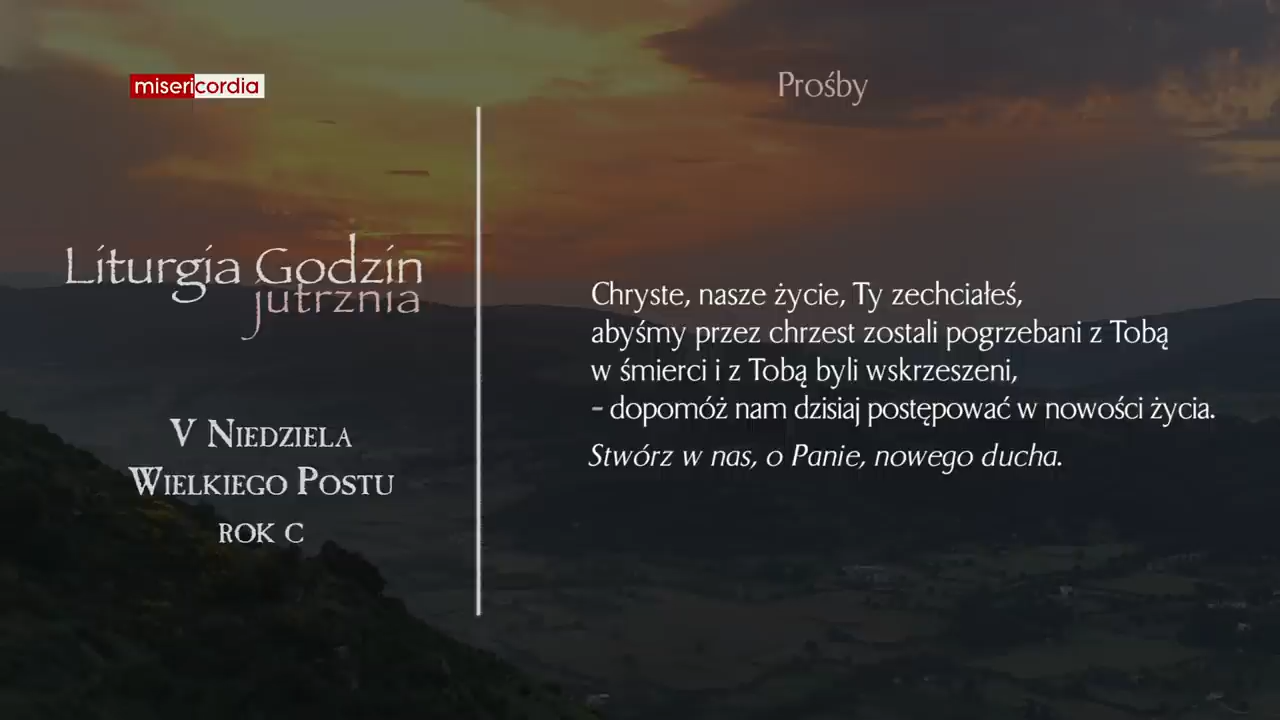 misericordia
Prośby
Liturgia Godzin
jutrznia
V Niedziela
Wielkiego Postu
rok C
Chryste, nasze życie, Ty zechciałeś,
abyśmy przez chrzest zostali pogrzebani z Tobą
w śmierci i z Tobą byli wskrzeszeni,
- dopomóż nam dzisiaj postępować w nowości życia.
Stwórz w nas, o Panie, nowego ducha.